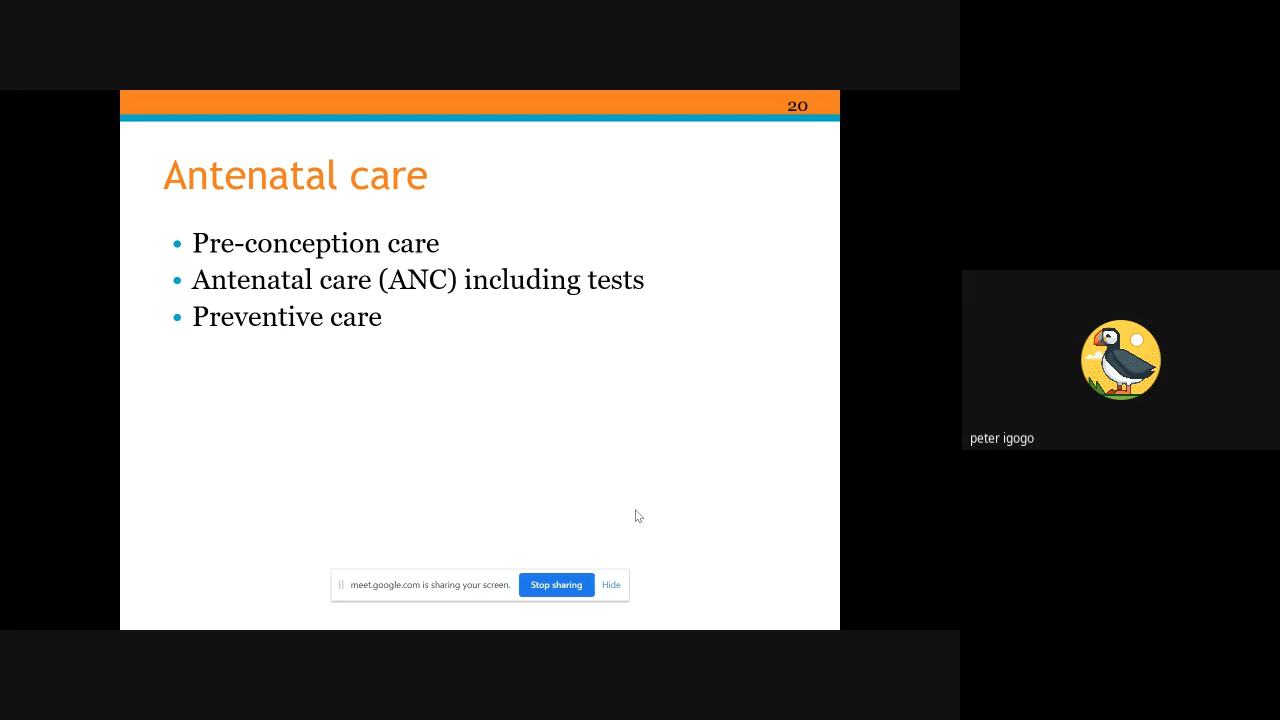 20
Antenatal care
• Pre-conception care
• Antenatal care (ANC) including tests
• Preventive care
peter igogo
meet.google.com is sharing your screen. Stop sharing Hide